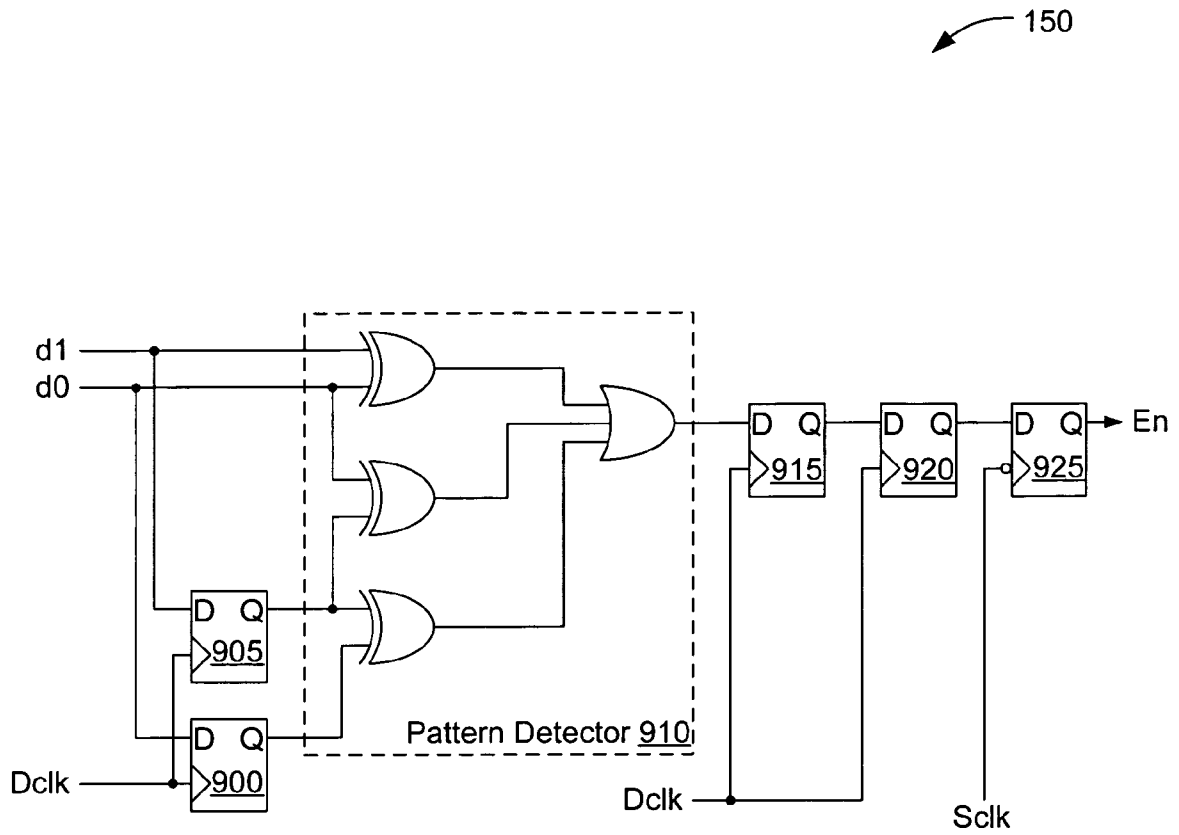 150
d1
d0
D Q
915
D Q
920
D Q
925
En
D Q
905
D Q
900
Pattern Detector 910
Dclk
Dclk
Sclk